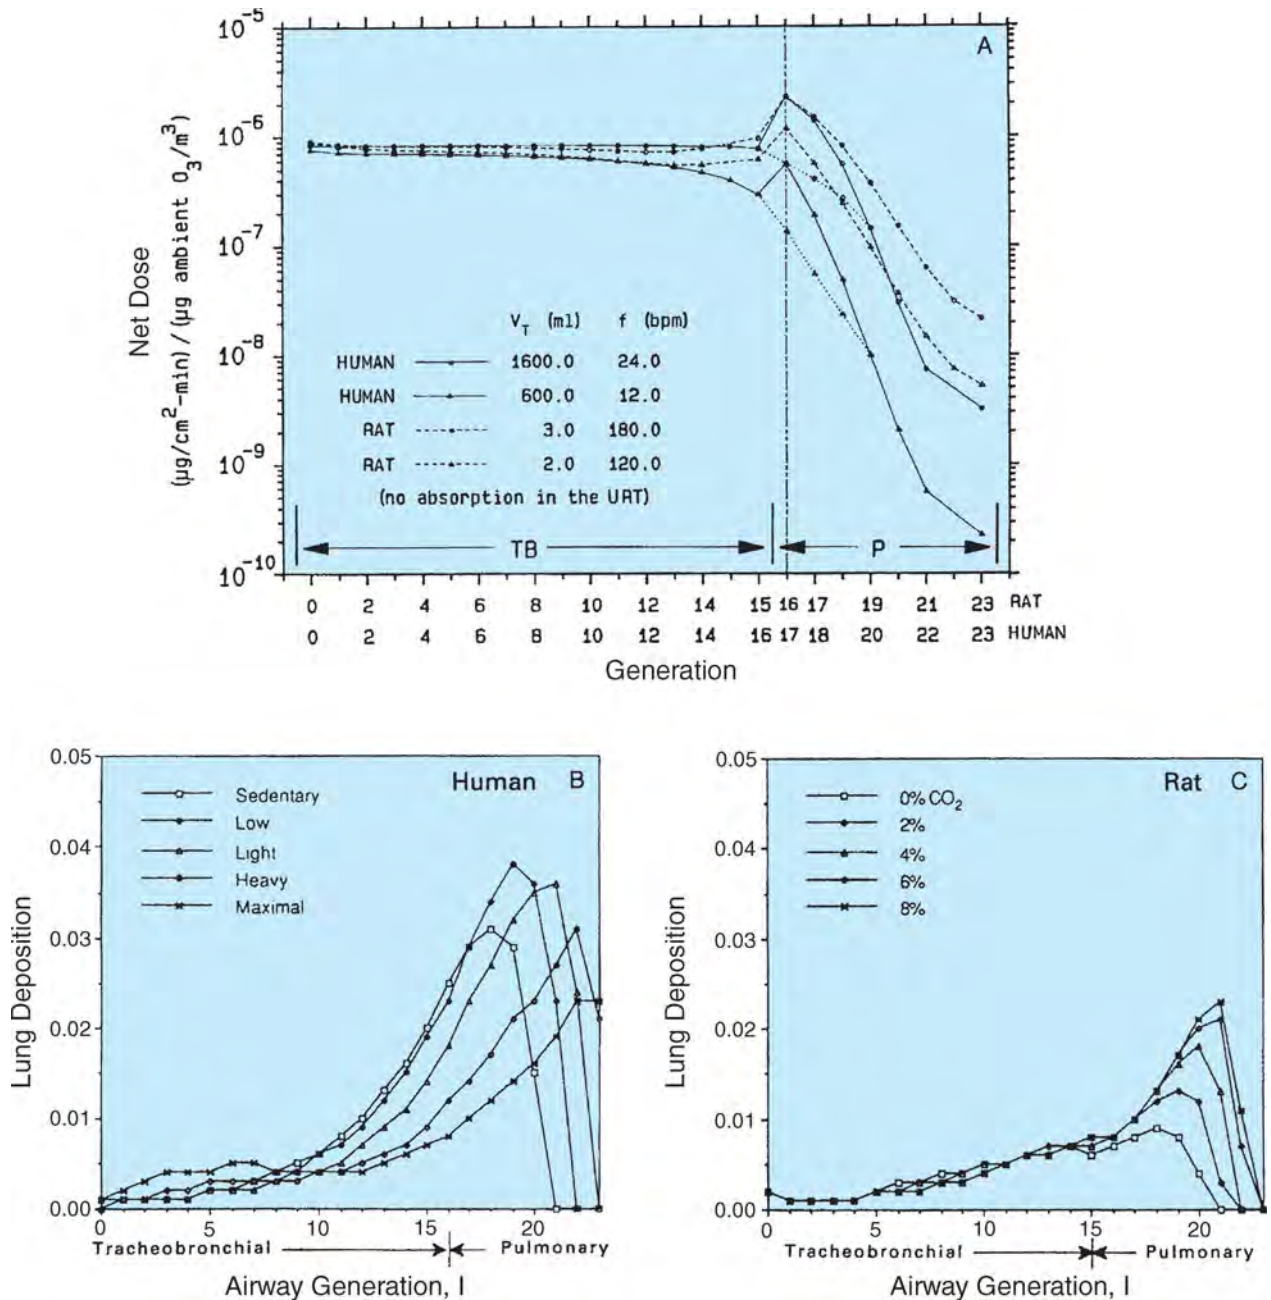 A
10-5
10-6
10-7
10-8
10-9
10-10
Net Dose
(μg/cm2-min)/(μg ambient O3/m3)
VT (ml) f (bpm)
HUMAN 1600.0 24.0
HUMAN 600.0 12.0
RAT 3.0 180.0
RAT 2.0 120.0
(no absorption in the URT)
TB P
0 2 4 6 8 10 12 14 15 16 17 19 21 23 RAT
0 2 4 6 8 10 12 14 16 17 18 20 22 23 HUMAN
Generation
Human B
Sedentary
Low
Light
Heavy
Maximal
0.05
0.04
0.03
0.02
0.01
0.00
Lung Deposition
0 5 10 15 20
Tracheobronchial Pulmonary
Airway Generation, I
Rat C
0% CO2
2%
4%
6%
8%
0.05
0.04
0.03
0.02
0.01
0.00
Lung Deposition
0 5 10 15 20
Tracheobronchial Pulmonary
Airway Generation, I